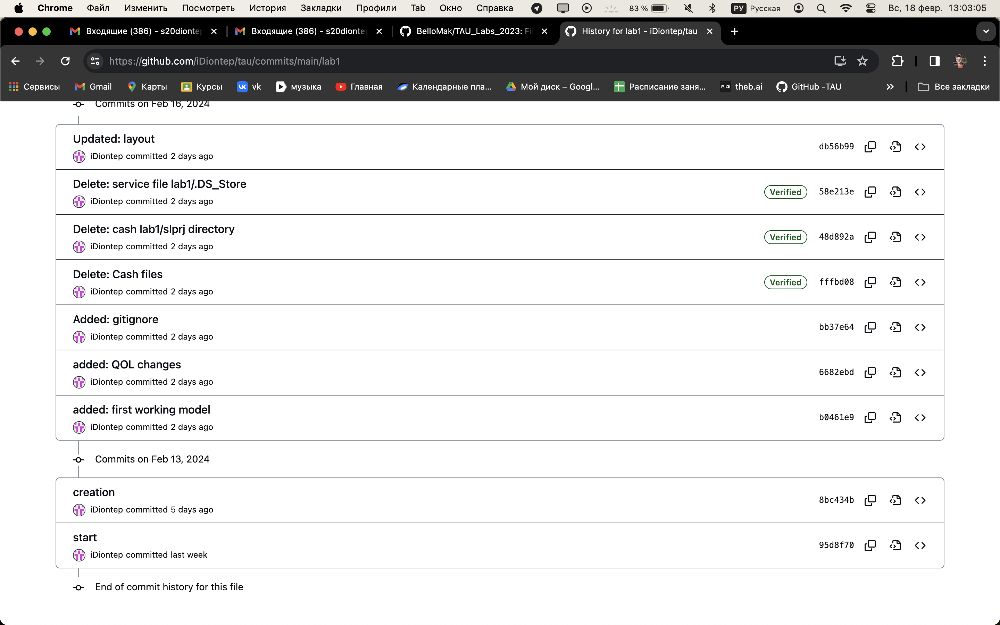 Chrome Файл Изменить Посмотреть История Закладки Профили Tab Окно Справка 83 % РУ Русская Вс, 18 февр. 13:03:05
Входящие (386) - s20diontep Входящие (386) - s20diontep BelloMak/TAU_Labs_2023: Fi History for lab1 - iDiontep/tau
https://github.com/iDiontep/tau/commits/main/lab1
Сервисы Gmail Карты Курсы vk музыка Главная Календарные пла... Мой диск – Googl... Расписание заня... B AI theb.ai GitHub -TAU Все закладки
Commits on Feb 16, 2024
Updated: layout
iDiontep committed 2 days ago
db56b99
Delete: service file lab1/.DS_Store
iDiontep committed 2 days ago
Verified 58e213e
Delete: cash lab1/slprj directory
iDiontep committed 2 days ago
Verified 48d892a
Delete: Cash files
iDiontep committed 2 days ago
Verified fffbd08
Added: gitignore
iDiontep committed 2 days ago
bb37e64
added: QOL changes
iDiontep committed 2 days ago
6682ebd
added: first working model
iDiontep committed 2 days ago
b0461e9
Commits on Feb 13, 2024
creation
iDiontep committed 5 days ago
8bc434b
start
iDiontep committed last week
95d8f70
End of commit history for this file